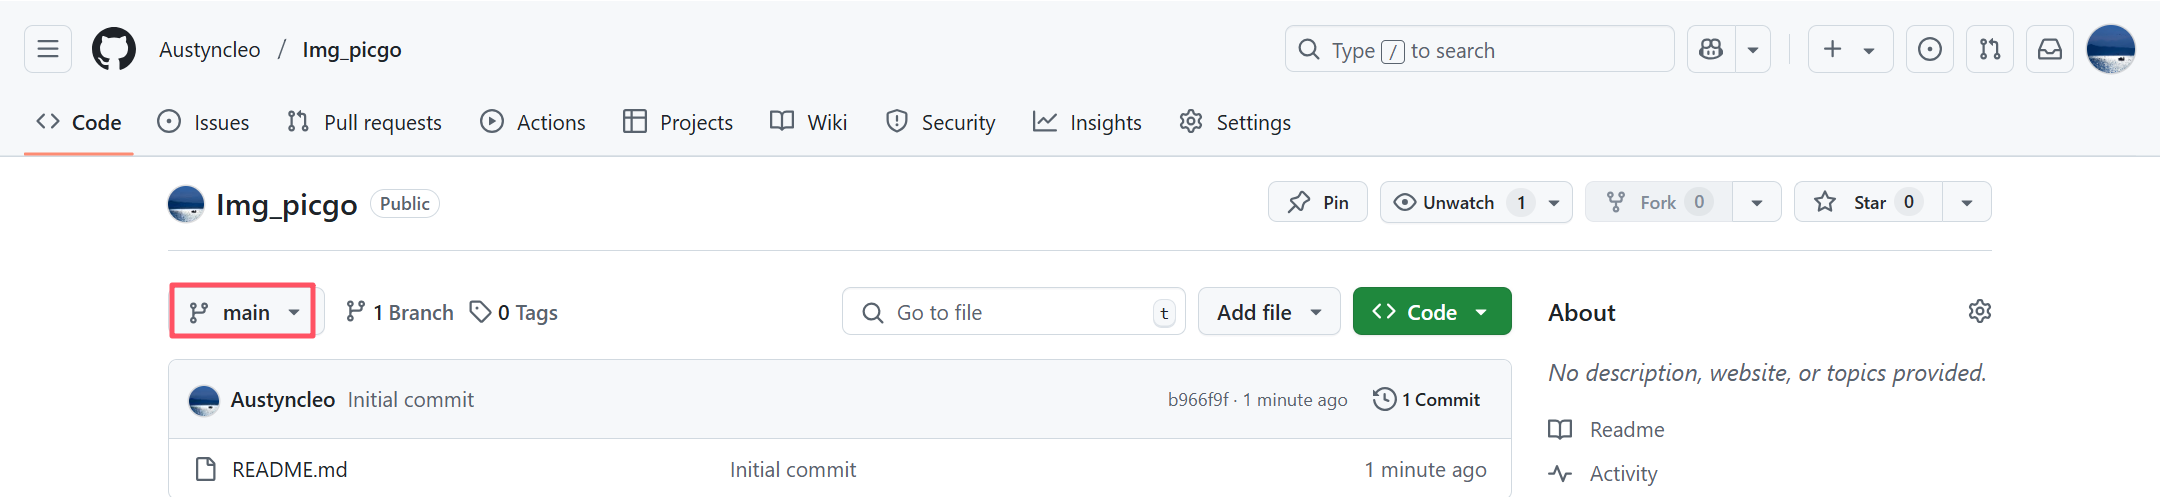 Austyncleo / Img_picgo
Type / to search
Code Issues Pull requests Actions Projects Wiki Security Insights Settings
Img_picgo Public
Pin Unwatch 1 Fork 0 Star 0
main 1 Branch 0 Tags Go to file t Add file Code
About
No description, website, or topics provided.
Austyncleo Initial commit b966f9f · 1 minute ago 1 Commit
README.md Initial commit 1 minute ago
Readme
Activity